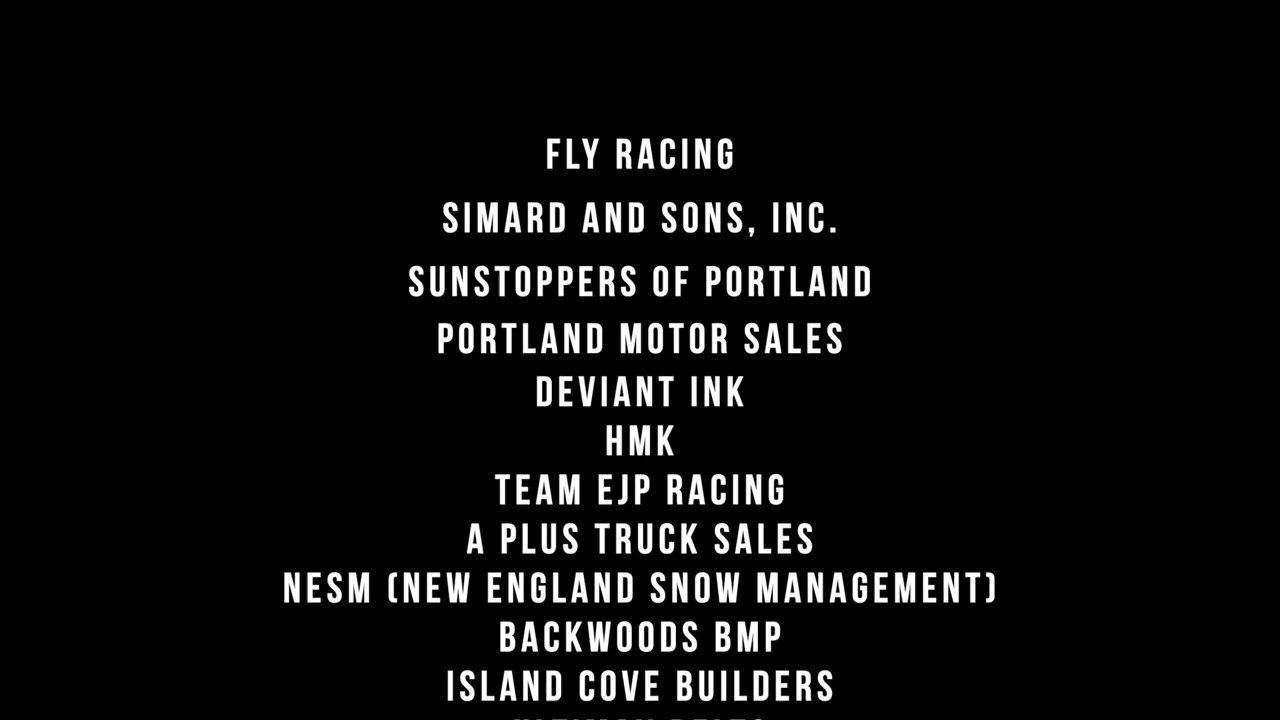 FLY RACING
SIMARD AND SONS, INC.
SUNSTOPPERS OF PORTLAND
PORTLAND MOTOR SALES
DEVIANT INK
HMK
TEAM EJP RACING
A PLUS TRUCK SALES
NESM (NEW ENGLAND SNOW MANAGEMENT)
BACKWOODS BMP
ISLAND COVE BUILDERS